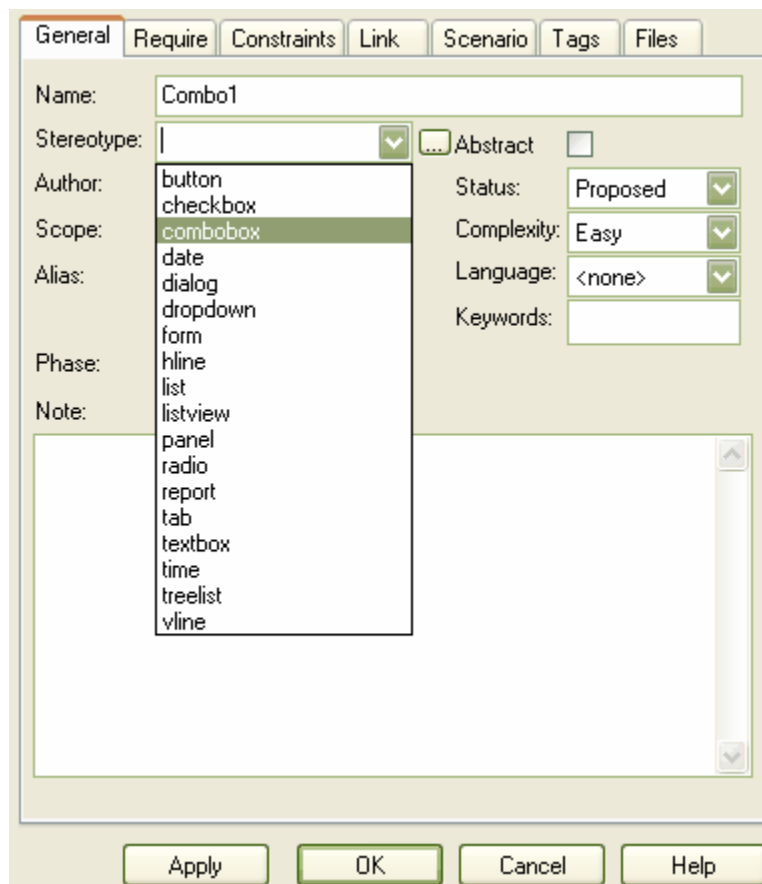 General Require Constraints Link Scenario Tags Files
Name: Combo1
Stereotype: ... Abstract
Author: Status: Proposed
Scope: Complexity: Easy
Alias: Language: <none>
Keywords:
Phase:
Note:
button
checkbox
combobox
date
dialog
dropdown
form
hline
list
listview
panel
radio
report
tab
textbox
time
treelist
vline
Apply OK Cancel Help